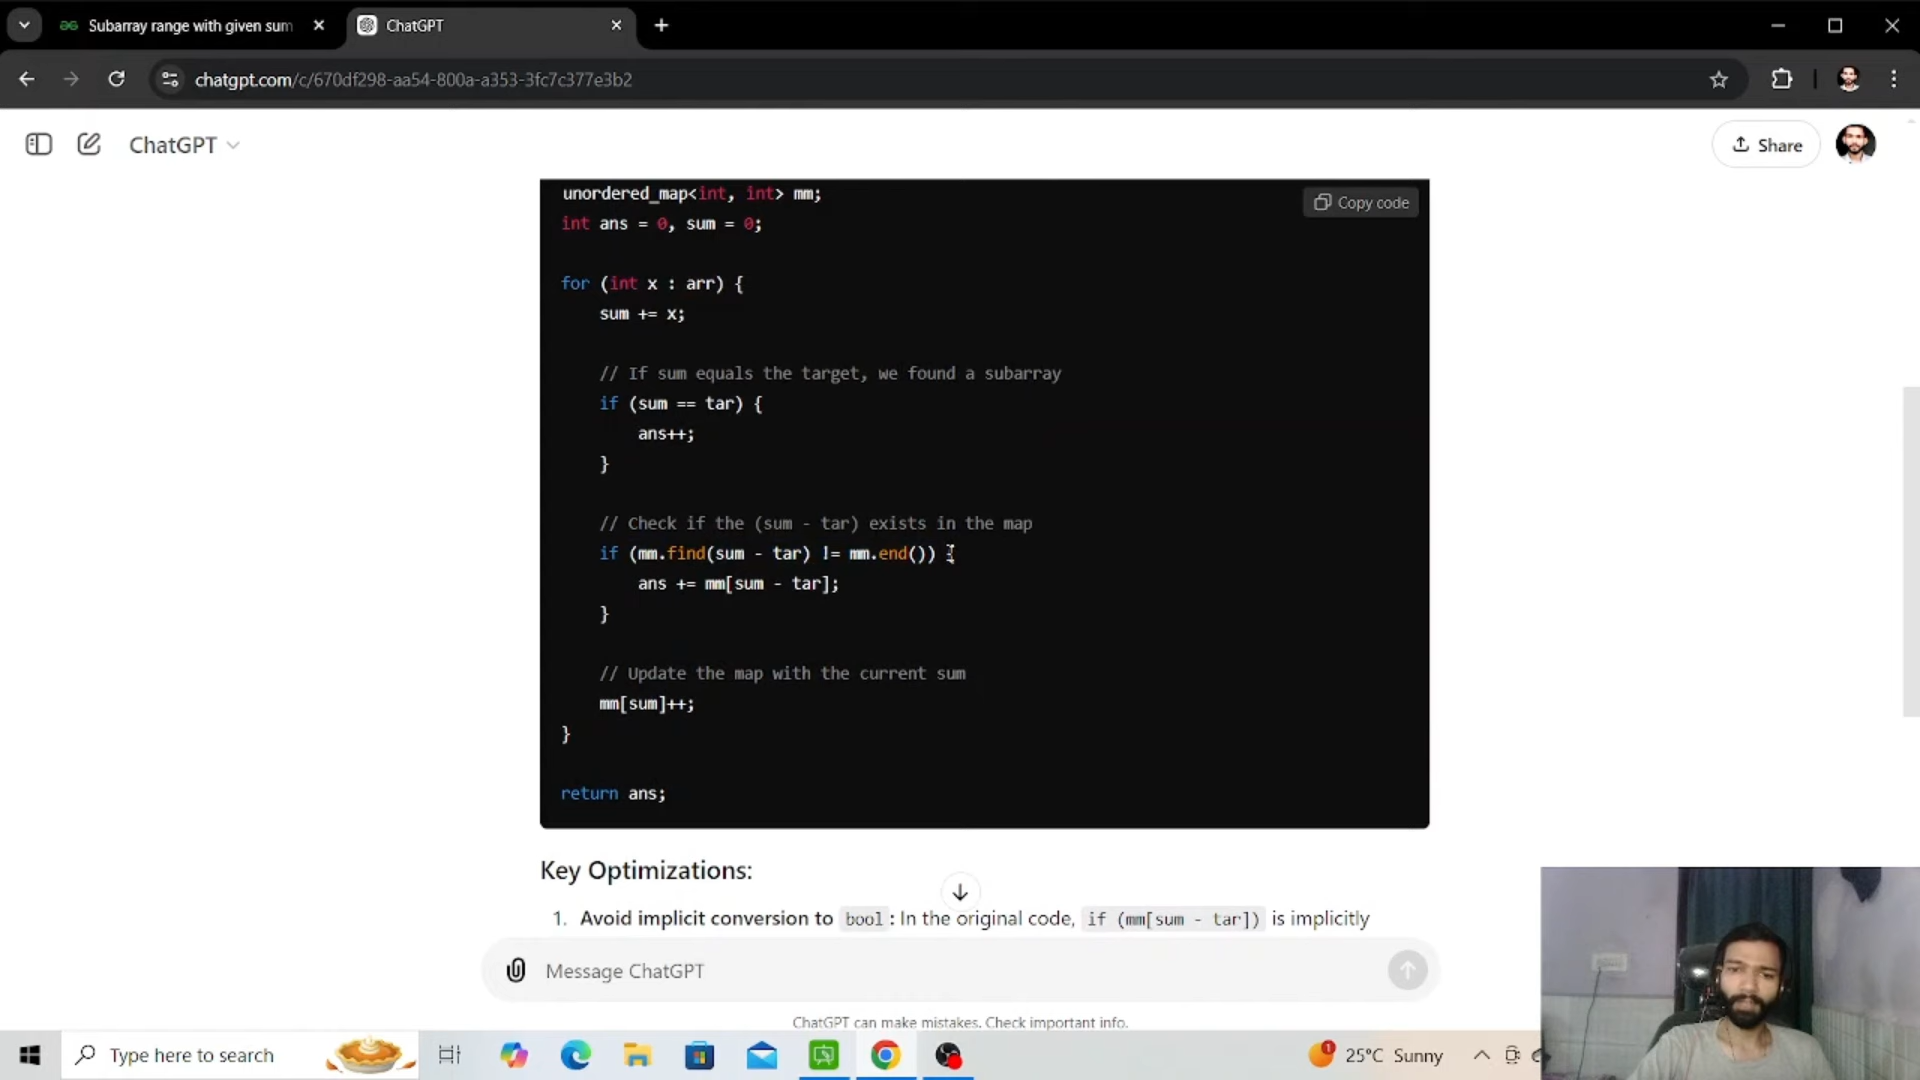 Subarray range with given sum
ChatGPT
chatgpt.com/c/670df298-aa54-800a-a353-3fc7c377e3b2
ChatGPT
Share
unordered_map<int, int> mm;
Copy code
int ans = 0, sum = 0;
for (int x : arr) {
sum += x;
// If sum equals the target, we found a subarray
if (sum == tar) {
ans++;
}
// Check if the (sum - tar) exists in the map
if (mm.find(sum - tar) != mm.end()) {
ans += mm[sum - tar];
}
// Update the map with the current sum
mm[sum]++;
}
return ans;
Key Optimizations:
1. Avoid implicit conversion to bool : In the original code, if (mm[sum - tar]) is implicitly
Message ChatGPT
ChatGPT can make mistakes. Check important info.
Type here to search
1
25°C Sunny